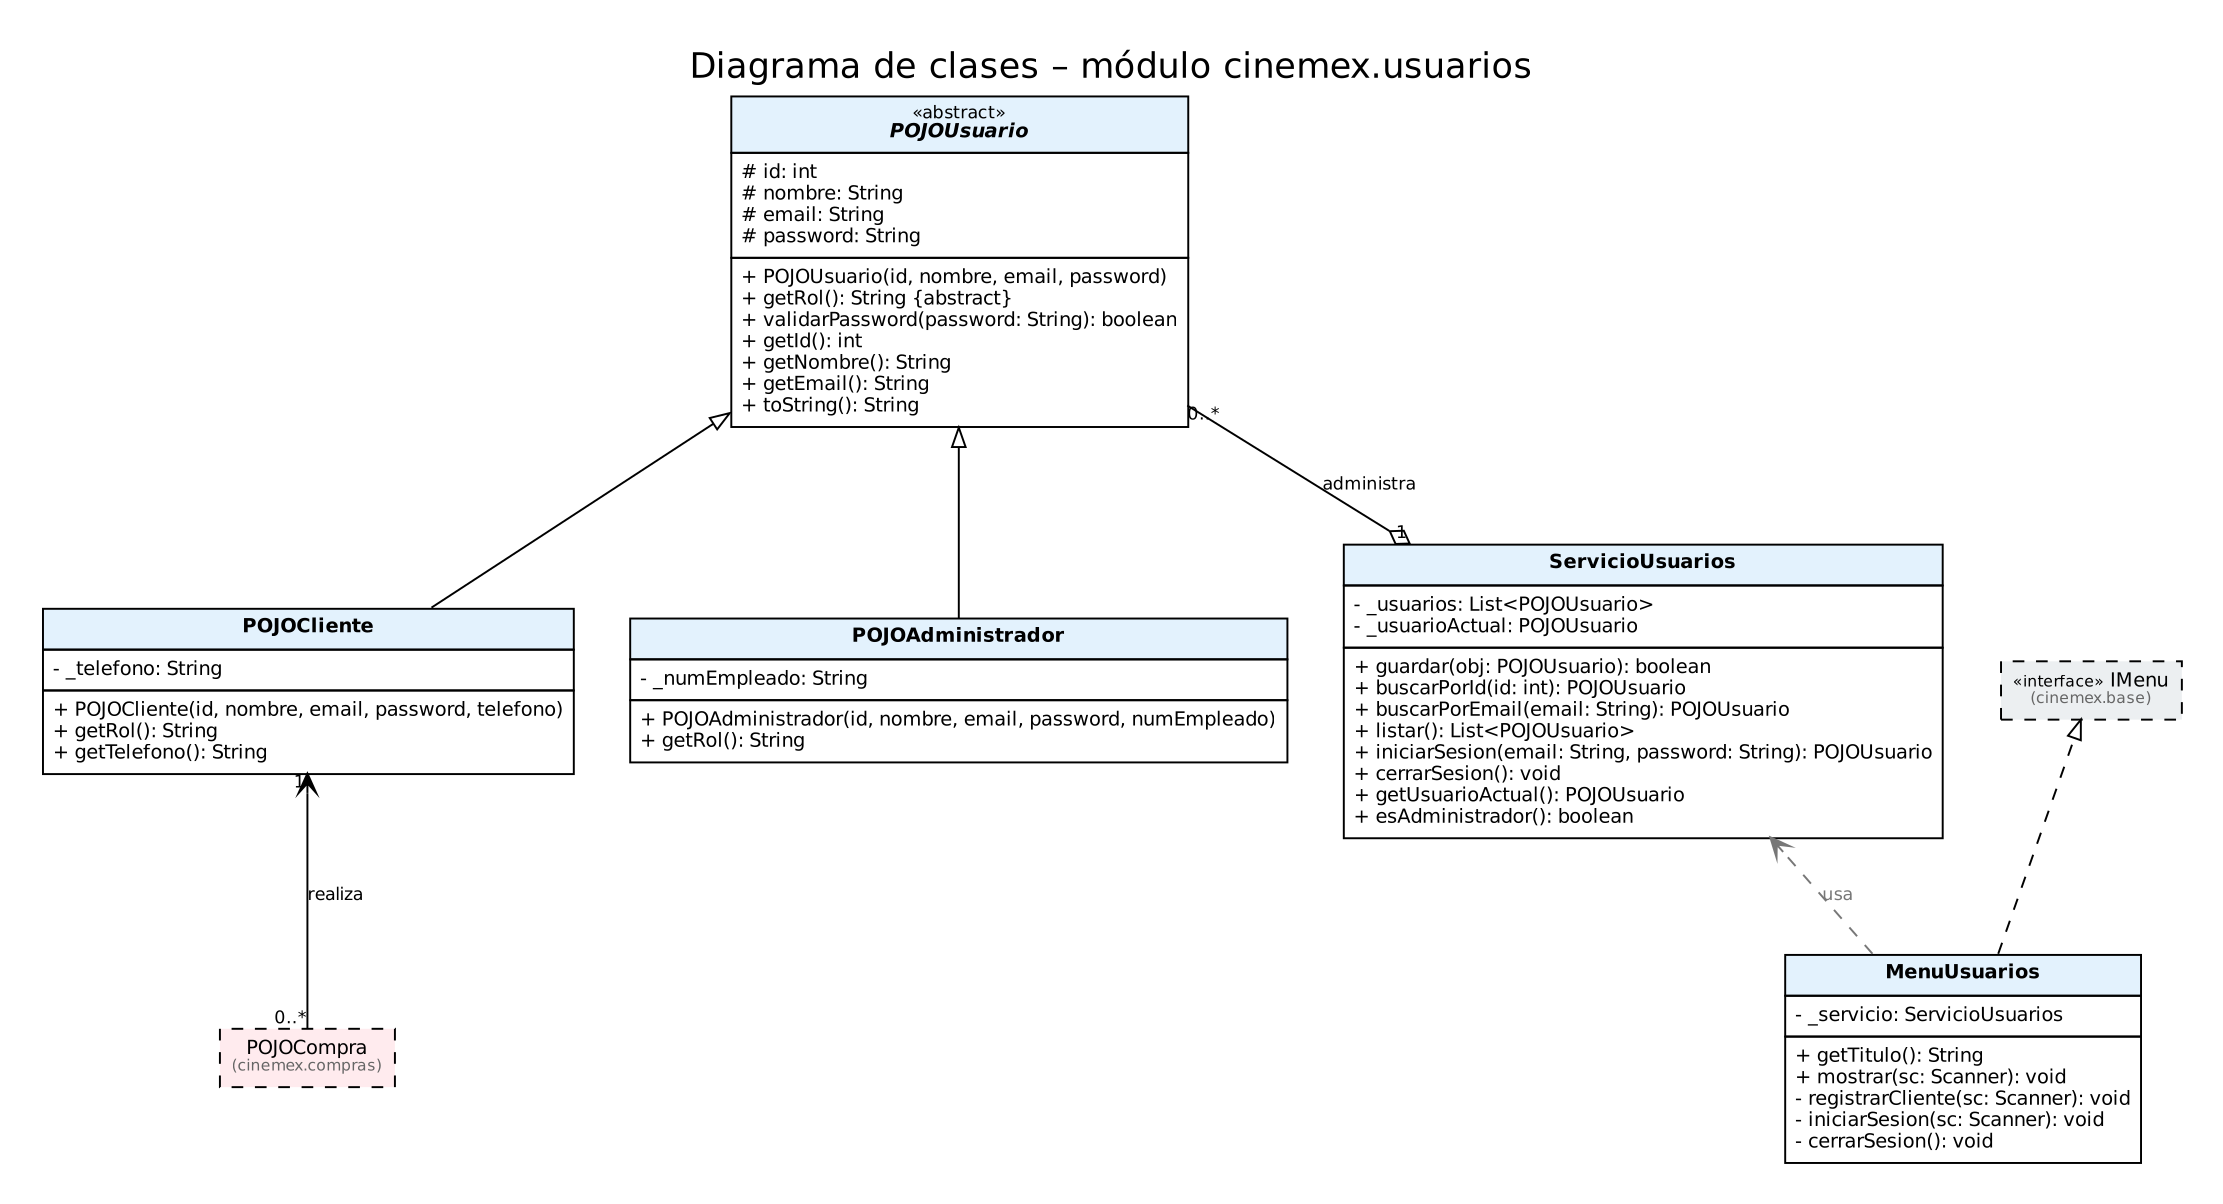 Diagrama de clases – módulo cinemex.usuarios
«abstract»
POJOUsuario
# id: int
# nombre: String
# email: String
# password: String
+ POJOUsuario(id, nombre, email, password)
+ getRol(): String {abstract}
+ validarPassword(password: String): boolean
+ getId(): int
+ getNombre(): String
+ getEmail(): String
+ toString(): String
0..*
administra
1
POJOCliente
- _telefono: String
+ POJOCliente(id, nombre, email, password, telefono)
+ getRol(): String
+ getTelefono(): String
POJOAdministrador
- _numEmpleado: String
+ POJOAdministrador(id, nombre, email, password, numEmpleado)
+ getRol(): String
ServicioUsuarios
- _usuarios: List<POJOUsuario>
- _usuarioActual: POJOUsuario
+ guardar(obj: POJOUsuario): boolean
+ buscarPorId(id: int): POJOUsuario
+ buscarPorEmail(email: String): POJOUsuario
+ listar(): List<POJOUsuario>
+ iniciarSesion(email: String, password: String): POJOUsuario
+ cerrarSesion(): void
+ getUsuarioActual(): POJOUsuario
+ esAdministrador(): boolean
«interface» IMenu
(cinemex.base)
1
realiza
0..*
POJOCompra
(cinemex.compras)
usa
MenuUsuarios
- _servicio: ServicioUsuarios
+ getTitulo(): String
+ mostrar(sc: Scanner): void
- registrarCliente(sc: Scanner): void
- iniciarSesion(sc: Scanner): void
- cerrarSesion(): void